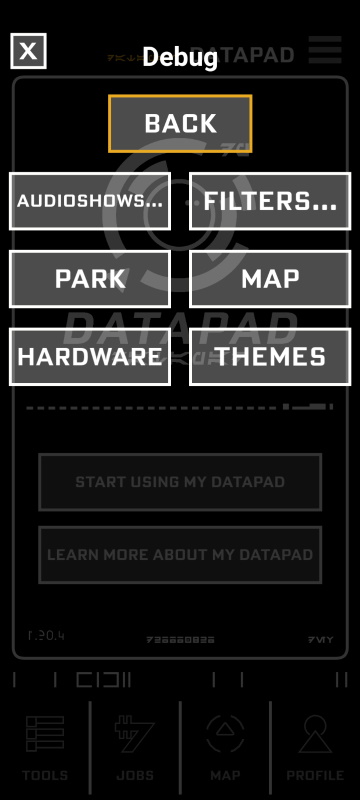 X
Debug
DATAPAD
BACK
AUDIOSHOWS...
FILTERS...
PARK
MAP
DATAPAD
HARDWARE
THEMES
START USING MY DATAPAD
LEARN MORE ABOUT MY DATAPAD
1.30.4
TOOLS
JOBS
MAP
PROFILE